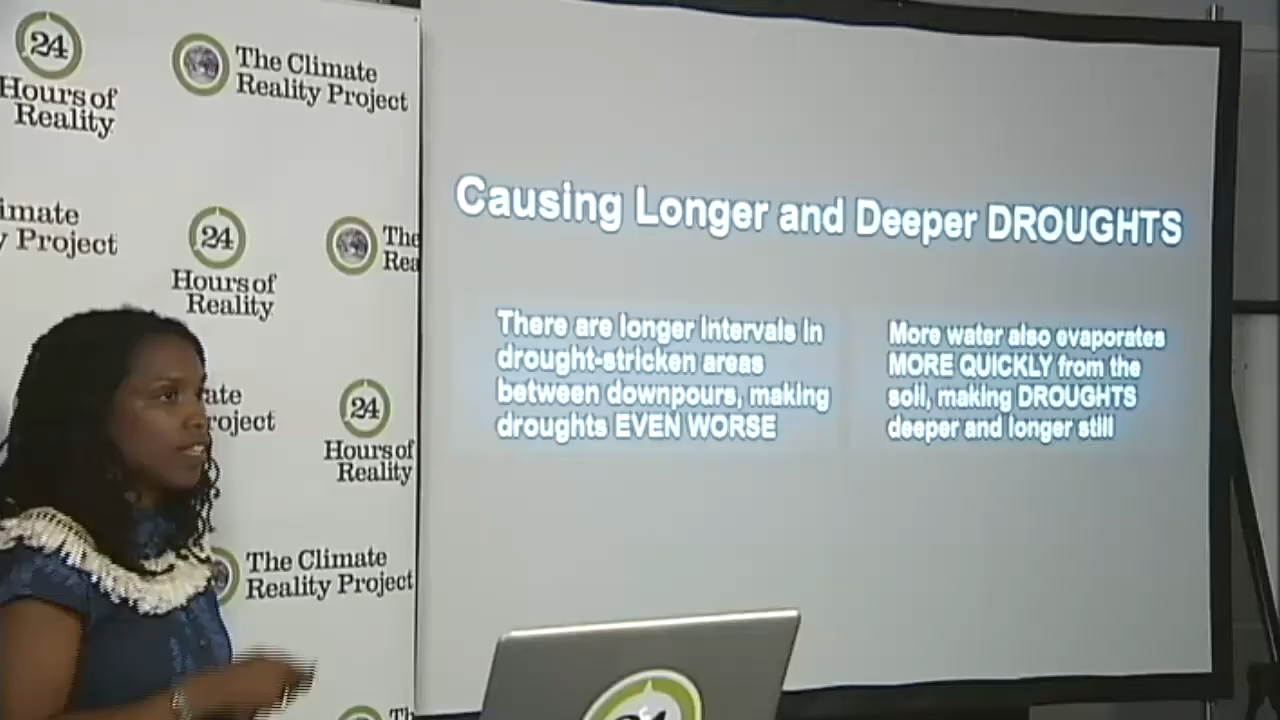 24
Hours of
Reality
The Climate
Reality Project
imate
Project
24
Hours of
Reality
The
Rea
ate
roject
24
Hours of
Reality
The Climate
Reality Project
Th
24
Causing Longer and Deeper DROUGHTS
There are longer intervals in
drought-stricken areas
between downpours, making
droughts EVEN WORSE
More water also evaporates
MORE QUICKLY from the
soil, making DROUGHTS
deeper and longer still